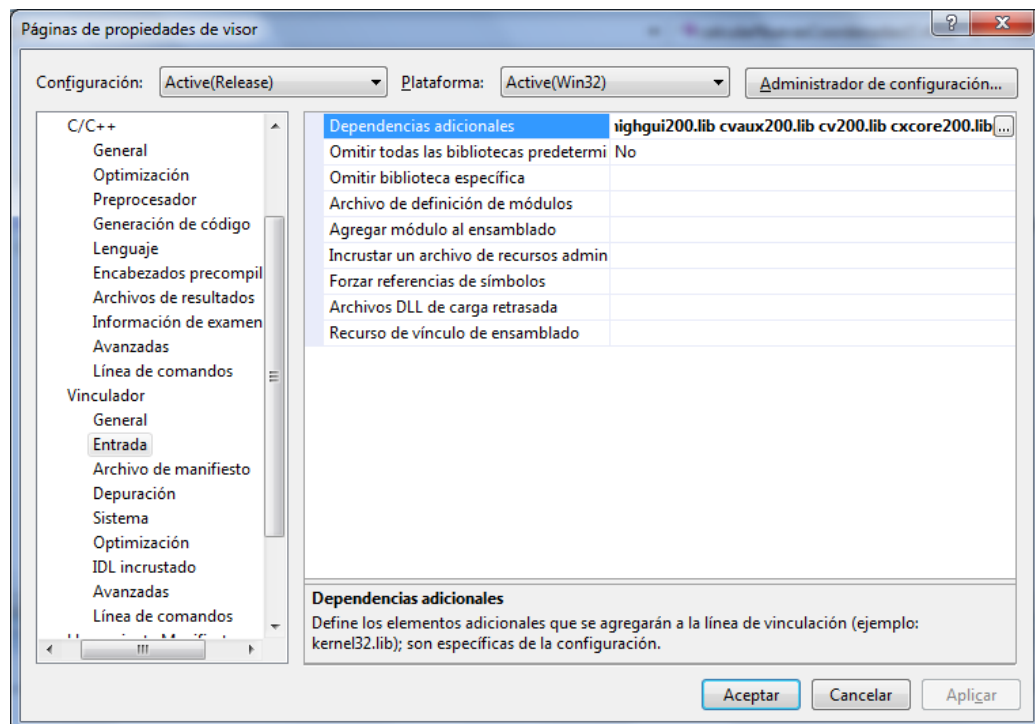 Páginas de propiedades de visor
Configuración: Active(Release) Plataforma: Active(Win32) Administrador de configuración...
C/C++
General
Optimización
Preprocesador
Generación de código
Lenguaje
Encabezados precompil
Archivos de resultados
Información de examen
Avanzadas
Línea de comandos
Vinculador
General
Entrada
Archivo de manifiesto
Depuración
Sistema
Optimización
IDL incrustado
Avanzadas
Línea de comandos
Dependencias adicionales highgui200.lib cvaux200.lib cv200.lib cxcore200.lib ...
Omitir todas las bibliotecas predetermi No
Omitir biblioteca específica
Archivo de definición de módulos
Agregar módulo al ensamblado
Incrustar un archivo de recursos admin
Forzar referencias de símbolos
Archivos DLL de carga retrasada
Recurso de vínculo de ensamblado
Dependencias adicionales
Define los elementos adicionales que se agregarán a la línea de vinculación (ejemplo:
kernel32.lib); son específicas de la configuración.
Aceptar Cancelar Aplicar